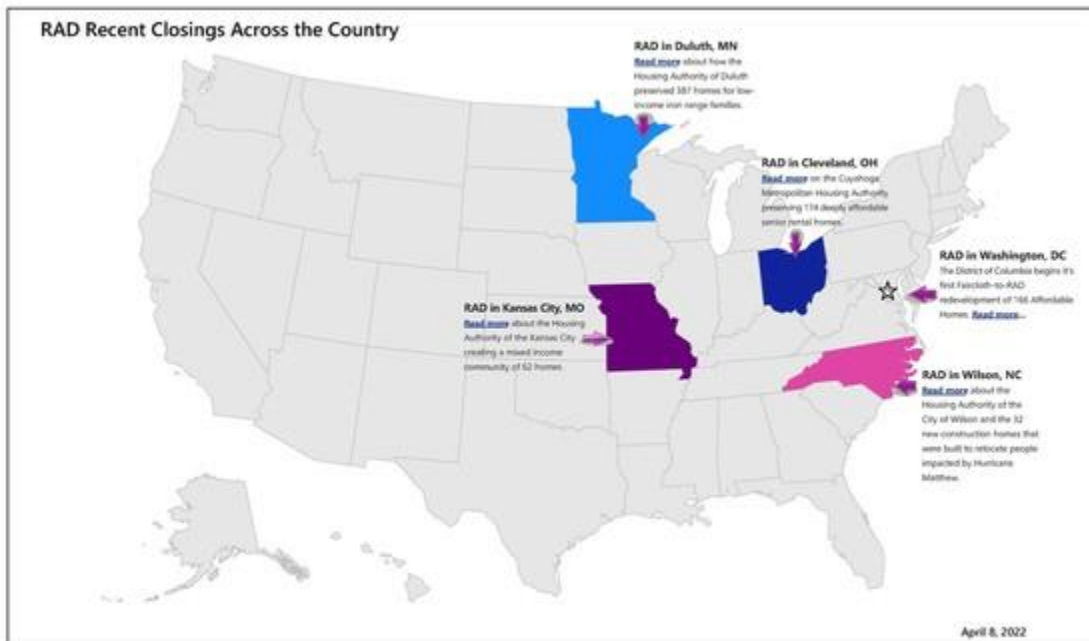 RAD Recent Closings Across the Country
RAD in Duluth, MN
Read more about how the
Housing Authority of Duluth
preserved 387 homes for low-
income iron range families.
RAD in Cleveland, OH
Read more on the Cuyahoga
Metropolitan Housing Authority
preserving 174 deeply affordable
senior rental homes.
RAD in Washington, DC
The District of Columbia begins it's
first Faircloth-to-RAD
redevelopment of 166 Affordable
Homes. Read more...
RAD in Kansas City, MO
Read more about the Housing
Authority of the Kansas City
creating a mixed income
community of 62 homes
RAD in Wilson, NC
Read more about the
Housing Authority of the
City of Wilson and the 32
new construction homes that
were built to relocate people
impacted by Hurricane
Matthew.
April 8, 2022